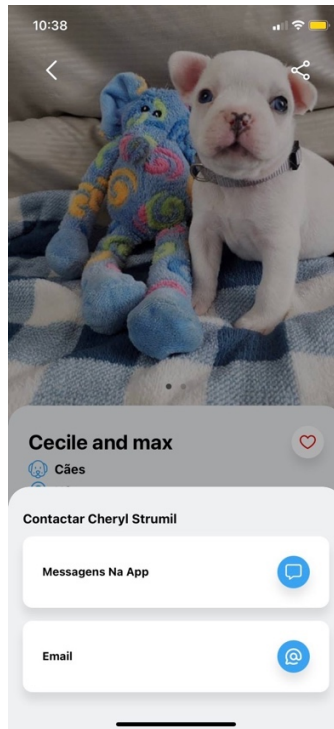 10:38
Cecile and max
Cães
Contactar Cheryl Strumil
Messagens Na App
Email